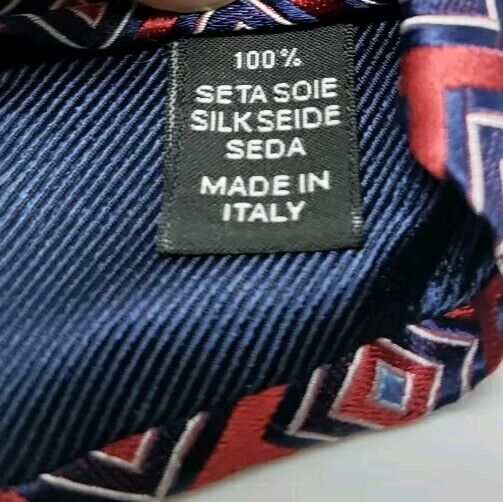 100%
SETA SOIE
SILK SEIDE
SEDA
MADE IN
ITALY